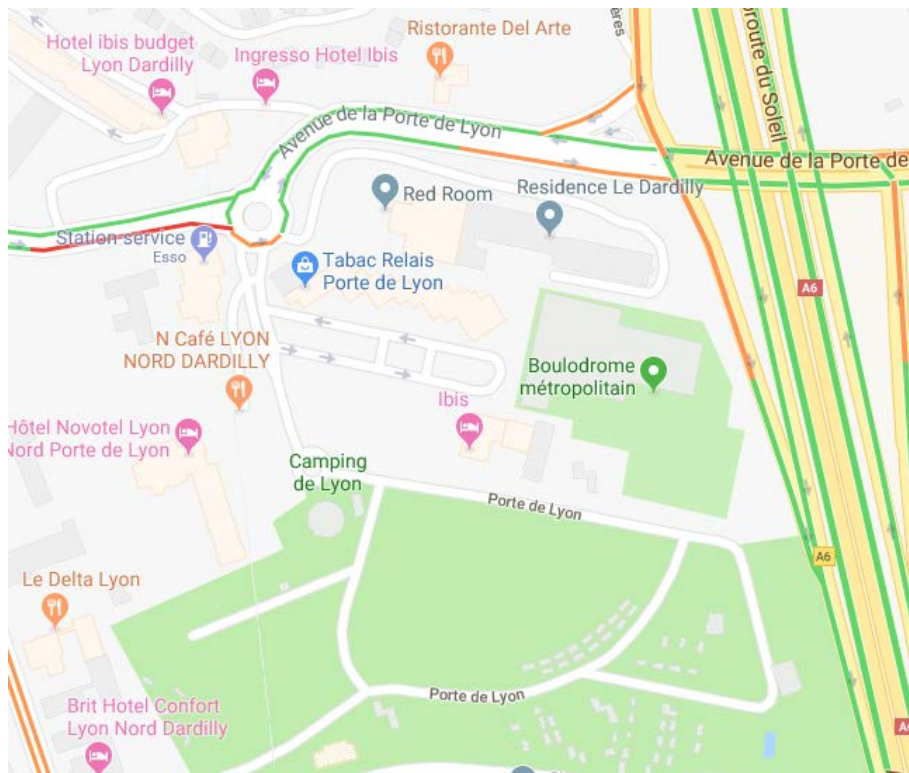 ères
oroute du Soleil
Ristorante Del Arte
Hotel ibis budget
Lyon Dardilly
Ingresso Hotel Ibis
Avenue de la Porte de Lyon
Avenue de la Porte de
Red Room
Residence Le Dardilly
Station-service
Esso
Tabac Relais
Porte de Lyon
A6
N Café LYON
NORD DARDILLY
Boulodrome
métropolitain
Ibis
Hôtel Novotel Lyon
Nord Porte de Lyon
Camping
de Lyon
Porte de Lyon
A6
Le Delta Lyon
Porte de Lyon
Brit Hotel Confort
Lyon Nord Dardilly